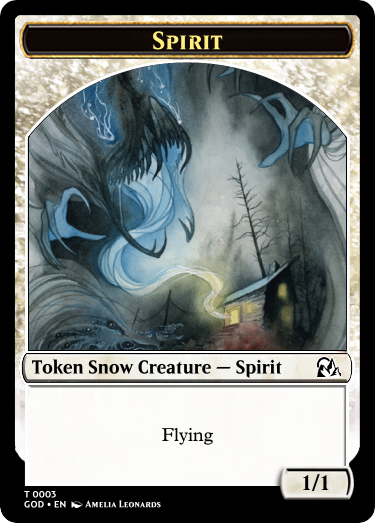 SPIRIT
Token Snow Creature — Spirit
Flying
1/1
T 0003
GOD • EN AMELIA LEONARDS